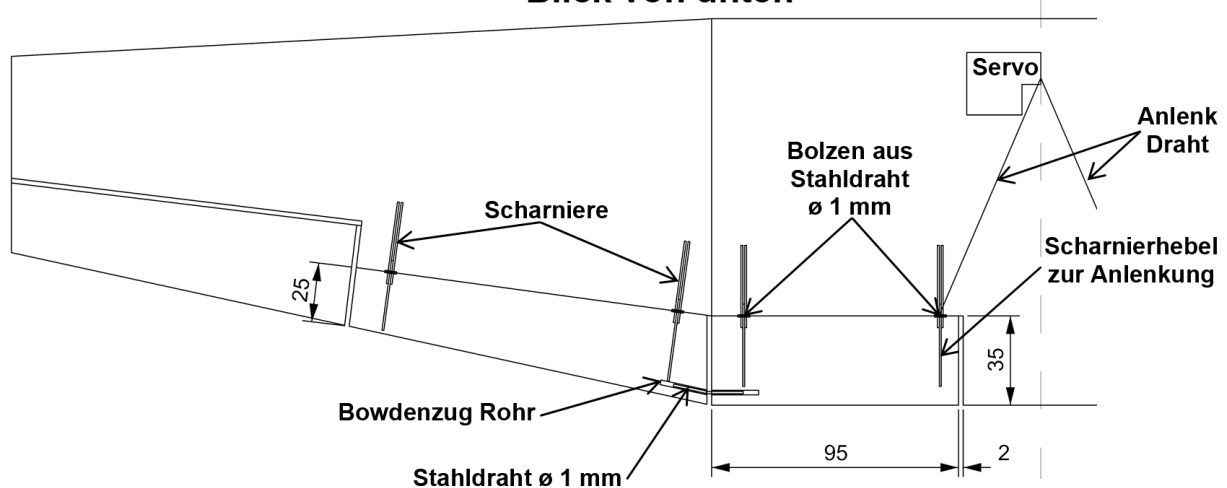 Blick von unten
Servo
Anlenk
Draht
Bolzen aus
Stahldraht
ø 1 mm
Scharniere
Scharnierhebel
zur Anlenkung
25
35
Bowdenzug Rohr
95
2
Stahldraht ø 1 mm